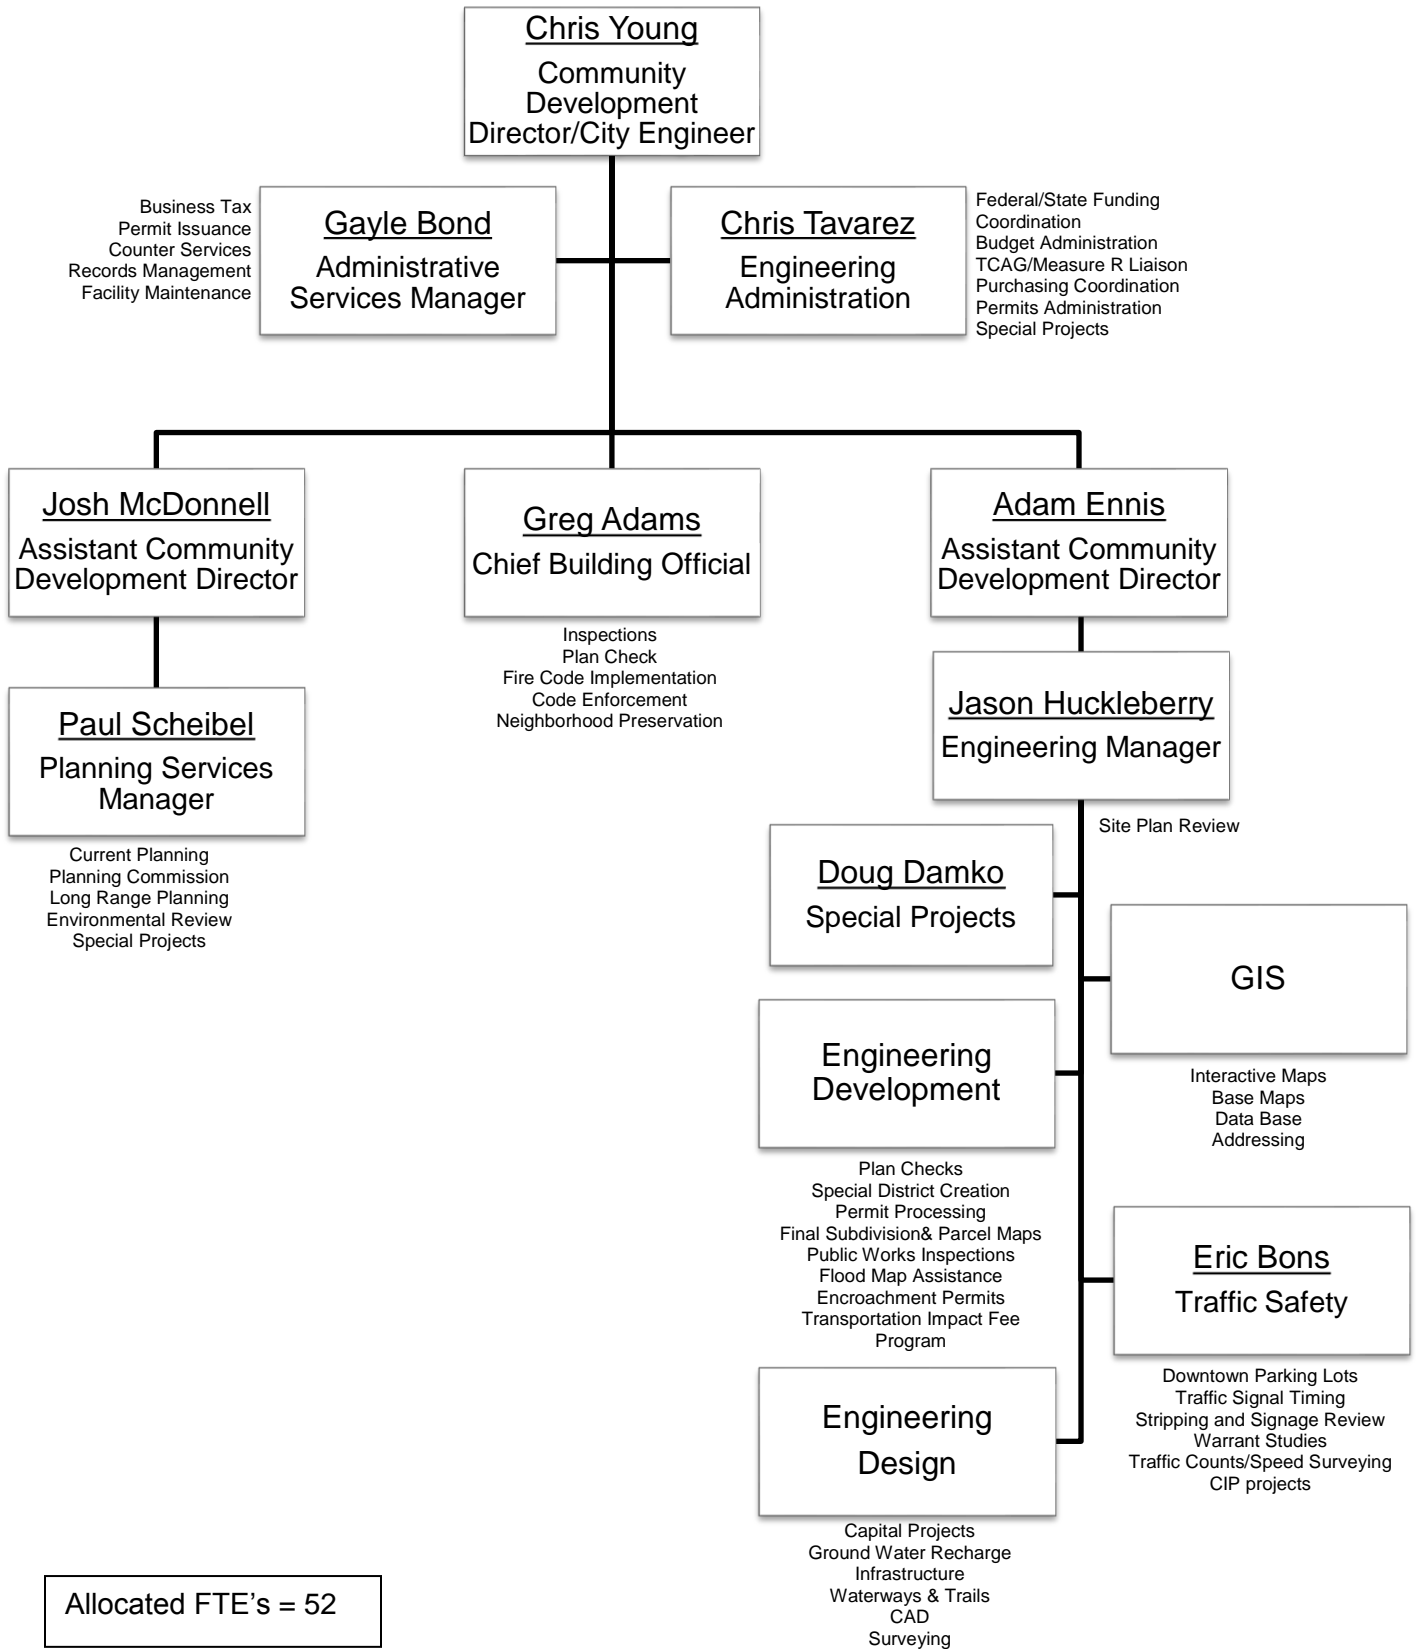 Chris Young
Community
Development
Director/City Engineer
Business Tax
Permit Issuance
Counter Services
Records Management
Facility Maintenance
Gayle Bond
Administrative
Services Manager
Chris Tavarez
Engineering
Administration
Federal/State Funding
Coordination
Budget Administration
TCAG/Measure R Liaison
Purchasing Coordination
Permits Administration
Special Projects
Josh McDonnell
Assistant Community
Development Director
Greg Adams
Chief Building Official
Adam Ennis
Assistant Community
Development Director
Inspections
Plan Check
Fire Code Implementation
Code Enforcement
Neighborhood Preservation
Paul Scheibel
Planning Services
Manager
Current Planning
Planning Commission
Long Range Planning
Environmental Review
Special Projects
Jason Huckleberry
Engineering Manager
Site Plan Review
Doug Damko
Special Projects
GIS
Interactive Maps
Base Maps
Data Base
Addressing
Engineering
Development
Plan Checks
Special District Creation
Permit Processing
Final Subdivision& Parcel Maps
Public Works Inspections
Flood Map Assistance
Encroachment Permits
Transportation Impact Fee
Program
Eric Bons
Traffic Safety
Downtown Parking Lots
Traffic Signal Timing
Stripping and Signage Review
Warrant Studies
Traffic Counts/Speed Surveying
CIP projects
Engineering
Design
Capital Projects
Ground Water Recharge
Infrastructure
Waterways & Trails
CAD
Surveying
Allocated FTE’s = 52